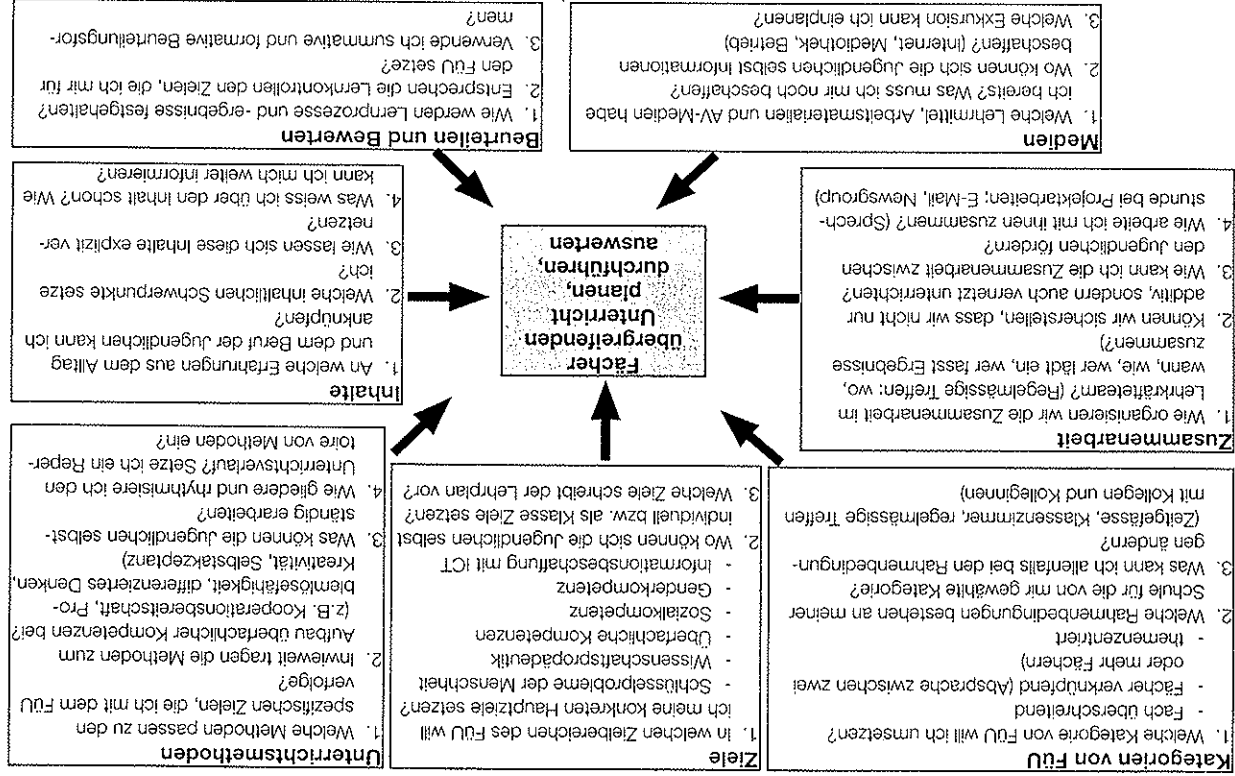 Kategorien von FüU
1. Welche Kategorie von FüU will ich umsetzen?
- Fach überschreitend
- Fächer verknüpfend (Absprache zwischen zwei
oder mehr Fächern)
- themenzentriert
2. Welche Rahmenbedingungen bestehen an meiner
Schule für die von mir gewählte Kategorie?
3. Was kann ich allenfalls bei den Rahmenbedingun-
gen ändern?
(Zeitgefässe, Klassenzimmer, regelmässige Treffen
mit Kollegen und Kolleginnen)
Ziele
1. In welchen Zielbereichen des FüU will
ich meine konkreten Hauptziele setzen?
- Schlüsselprobleme der Menschheit
- Wissenschaftspropädeutik
- Überfachliche Kompetenzen
- Sozialkompetenz
- Genderkompetenz
- Informationsbeschaffung mit ICT
2. Wo können sich die Jugendlichen selbst
individuell bzw. als Klasse Ziele setzen?
3. Welche Ziele schreibt der Lehrplan vor?
Unterrichtsmethoden
1. Welche Methoden passen zu den
spezifischen Zielen, die ich mit dem FüU
verfolge?
2. Inwieweit tragen die Methoden zum
Aufbau überfachlicher Kompetenzen bei?
(z.B. Kooperationsbereitschaft, Pro-
blemlösefähigkeit, differenziertes Denken,
Kreativität, Selbstakzeptanz)
3. Was können die Jugendlichen selbst-
ständig erarbeiten?
4. Wie gliedere und rhythmisiere ich den
Unterrichtsverlauf? Setze ich ein Reper-
toire von Methoden ein?
Zusammenarbeit
1. Wie organisieren wir die Zusammenarbeit im
Lehrkräfteteam? (Regelmässige Treffen: wo,
wann, wie, wer lädt ein, wer fasst Ergebnisse
zusammen?)
2. Können wir sicherstellen, dass wir nicht nur
additiv, sondern auch vernetzt unterrichten?
3. Wie kann ich die Zusammenarbeit zwischen
den Jugendlichen fördern?
4. Wie arbeite ich mit ihnen zusammen? (Sprech-
stunde bei Projektarbeiten; E-Mail, Newsgroup)
Fächer
übergreifenden
Unterricht
planen,
durchführen,
auswerten
Inhalte
1. An welche Erfahrungen aus dem Alltag
und dem Beruf der Jugendlichen kann ich
anknüpfen?
2. Welche inhaltlichen Schwerpunkte setze
ich?
3. Wie lassen sich diese Inhalte explizit ver-
netzen?
4. Was weiss ich über den Inhalt schon? Wie
kann ich mich weiter informieren?
Medien
1. Welche Lehrmittel, Arbeitsmaterialien und AV-Medien habe
ich bereits? Was muss ich mir noch beschaffen?
2. Wo können sich die Jugendlichen selbst Informationen
beschaffen? (Internet, Mediothek, Betrieb)
3. Welche Exkursion kann ich einplanen?
Beurteilen und Bewerten
1. Wie werden Lernprozesse und -ergebnisse festgehalten?
2. Entsprechen die Lernkontrollen den Zielen, die ich mir für
den FüU setze?
3. Verwende ich summative und formative Beurteilungsfor-
men?